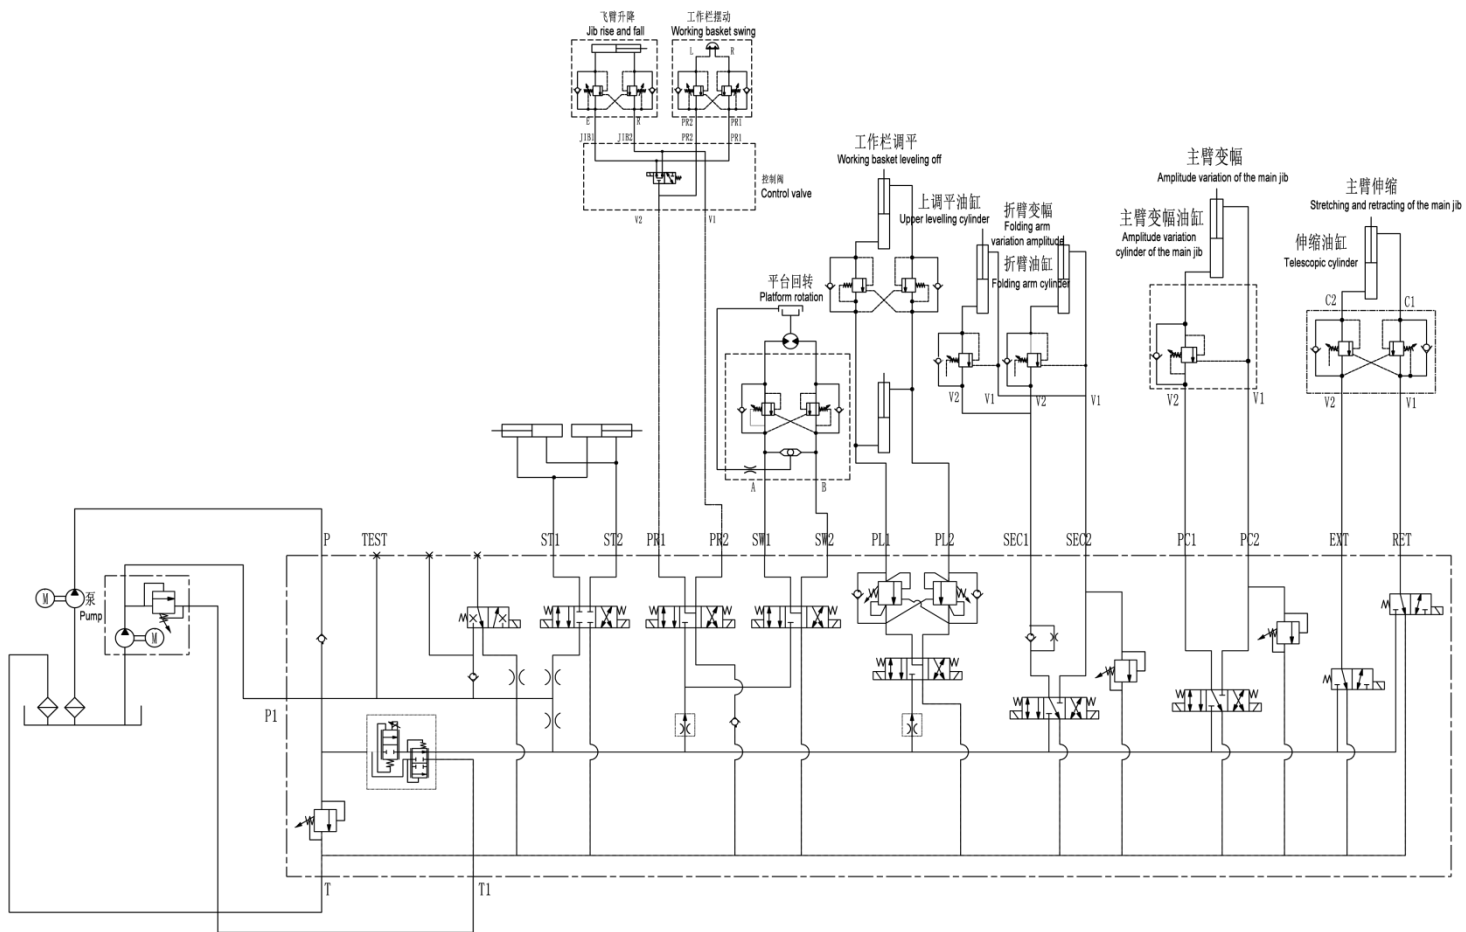 飞臂升降
Jib rise and fall
工作栏摆动
Working basket swing
L
R
E
R
PR2
PR1
JIB1
JIB2
PR2
PR1
控制阀
Control valve
V2
V1
工作栏调平
Working basket leveling off
上调平油缸
Upper levelling cylinder
折臂变幅
Folding arm
variation amplitude
折臂油缸
Folding arm cylinder
主臂变幅
Amplitude variation of the main jib
主臂变幅油缸
Amplitude variation
cylinder of the main jib
主臂伸缩
Stretching and retracting of the main jib
伸缩油缸
Telescopic cylinder
平台回转
Platform rotation
C2
C1
V2
V1
V2
V1
V2
V1
V2
V1
A
B
P
TEST
ST1
ST2
PR1
PR2
SW1
SW2
PL1
PL2
SEC1
SEC2
PC1
PC2
EXT
RET
M
泵
Pump
M
P1
T
T1